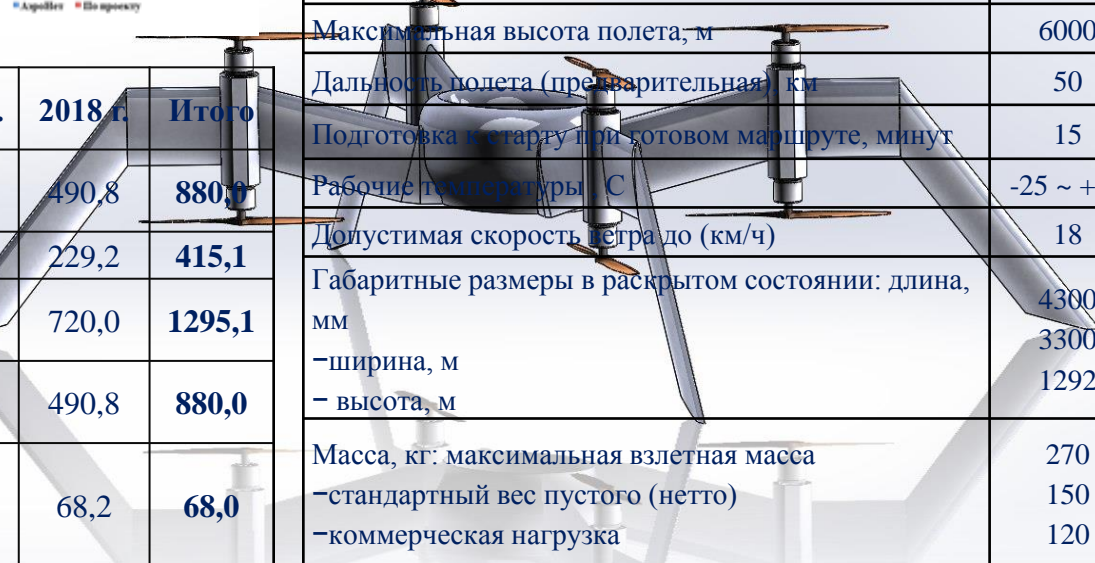 АэроНет По проекту
2018 г. Итого
490,8 880,0
229,2 415,1
720,0 1295,1
490,8 880,0
68,2 68,0
Максимальная высота полета, м 6000
Дальность полета (предварительная), км 50
Подготовка к старту при готовом маршруте, минут 15
Рабочие температуры , С -25 ~ +
Допустимая скорость ветра до (км/ч) 18
Габаритные размеры в раскрытом состоянии: длина,
мм 4300
−ширина, м 3300
− высота, м 1292
Масса, кг: максимальная взлетная масса 270
−стандартный вес пустого (нетто) 150
−коммерческая нагрузка 120